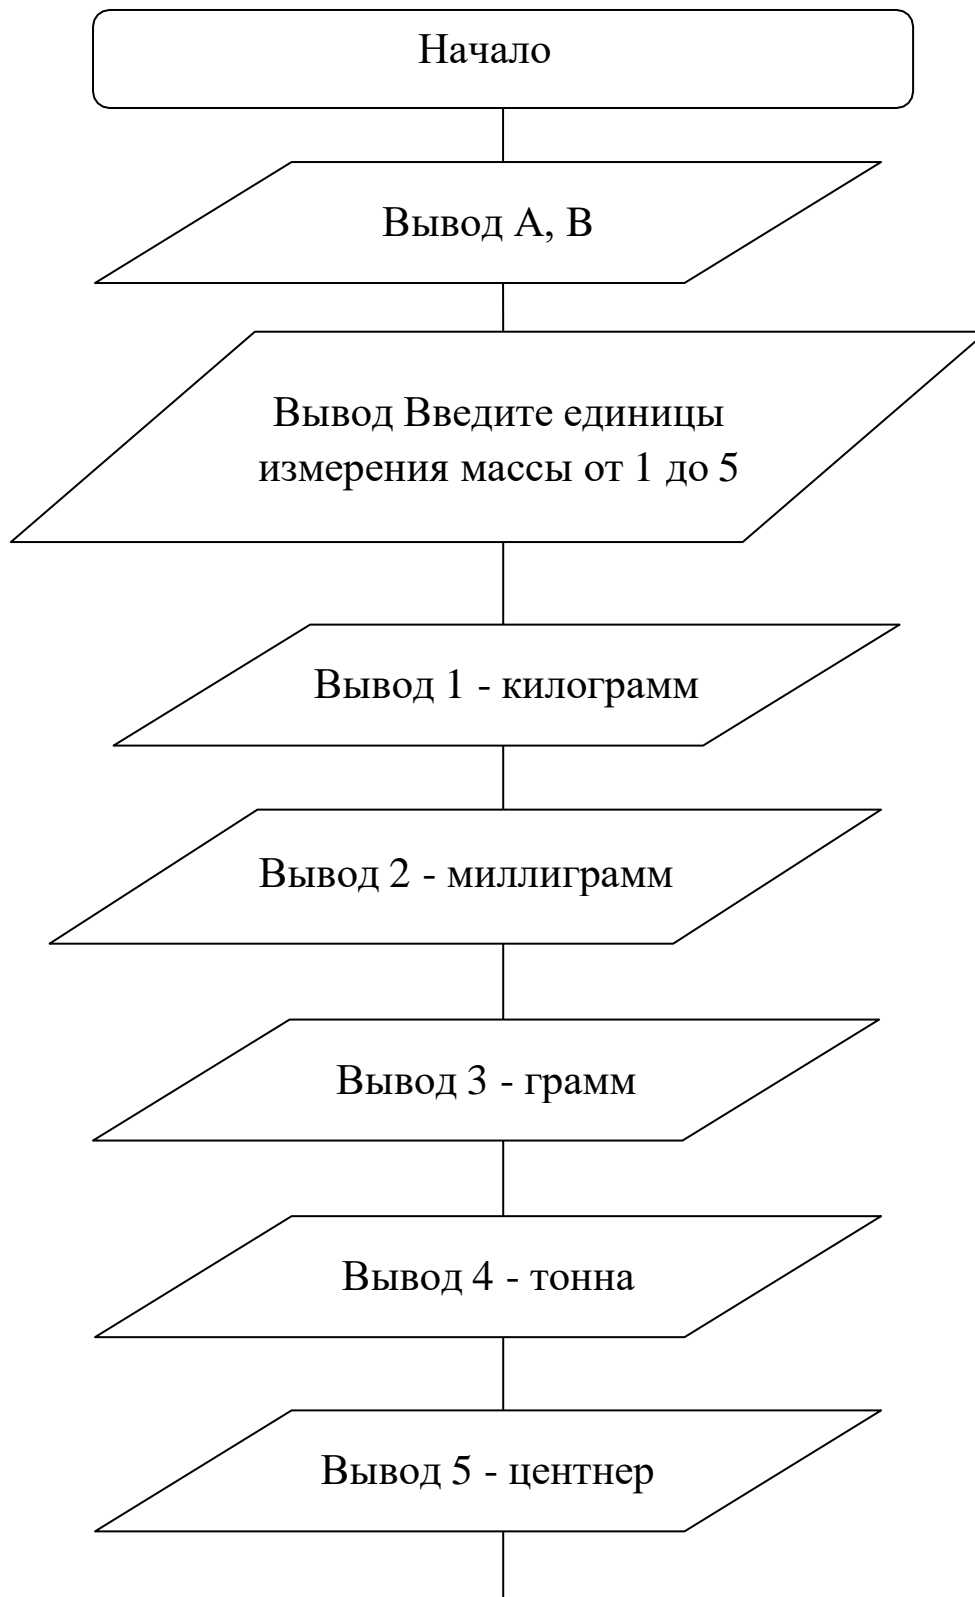 Начало
Вывод А, В
Вывод Введите единицы
измерения массы от 1 до 5
Вывод 1 - килограмм
Вывод 2 - миллиграмм
Вывод 3 - грамм
Вывод 4 - тонна
Вывод 5 - центнер